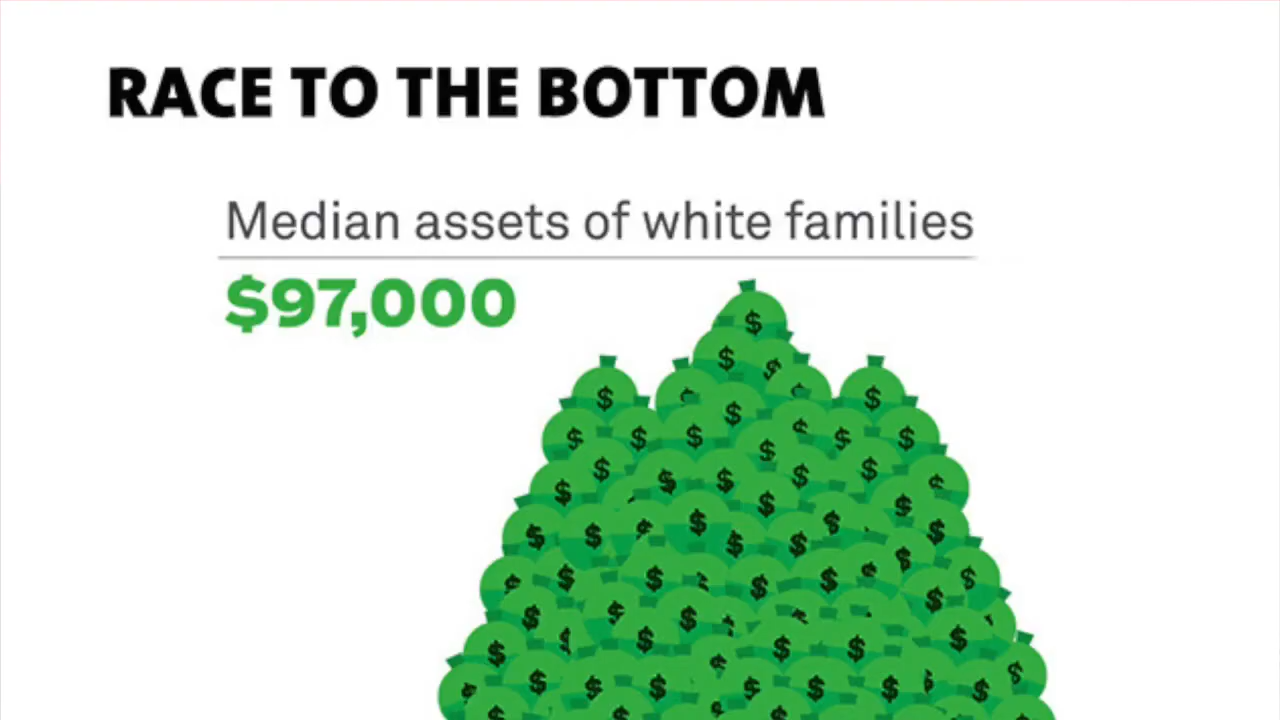 RACE TO THE BOTTOM
Median assets of white families
$97,000